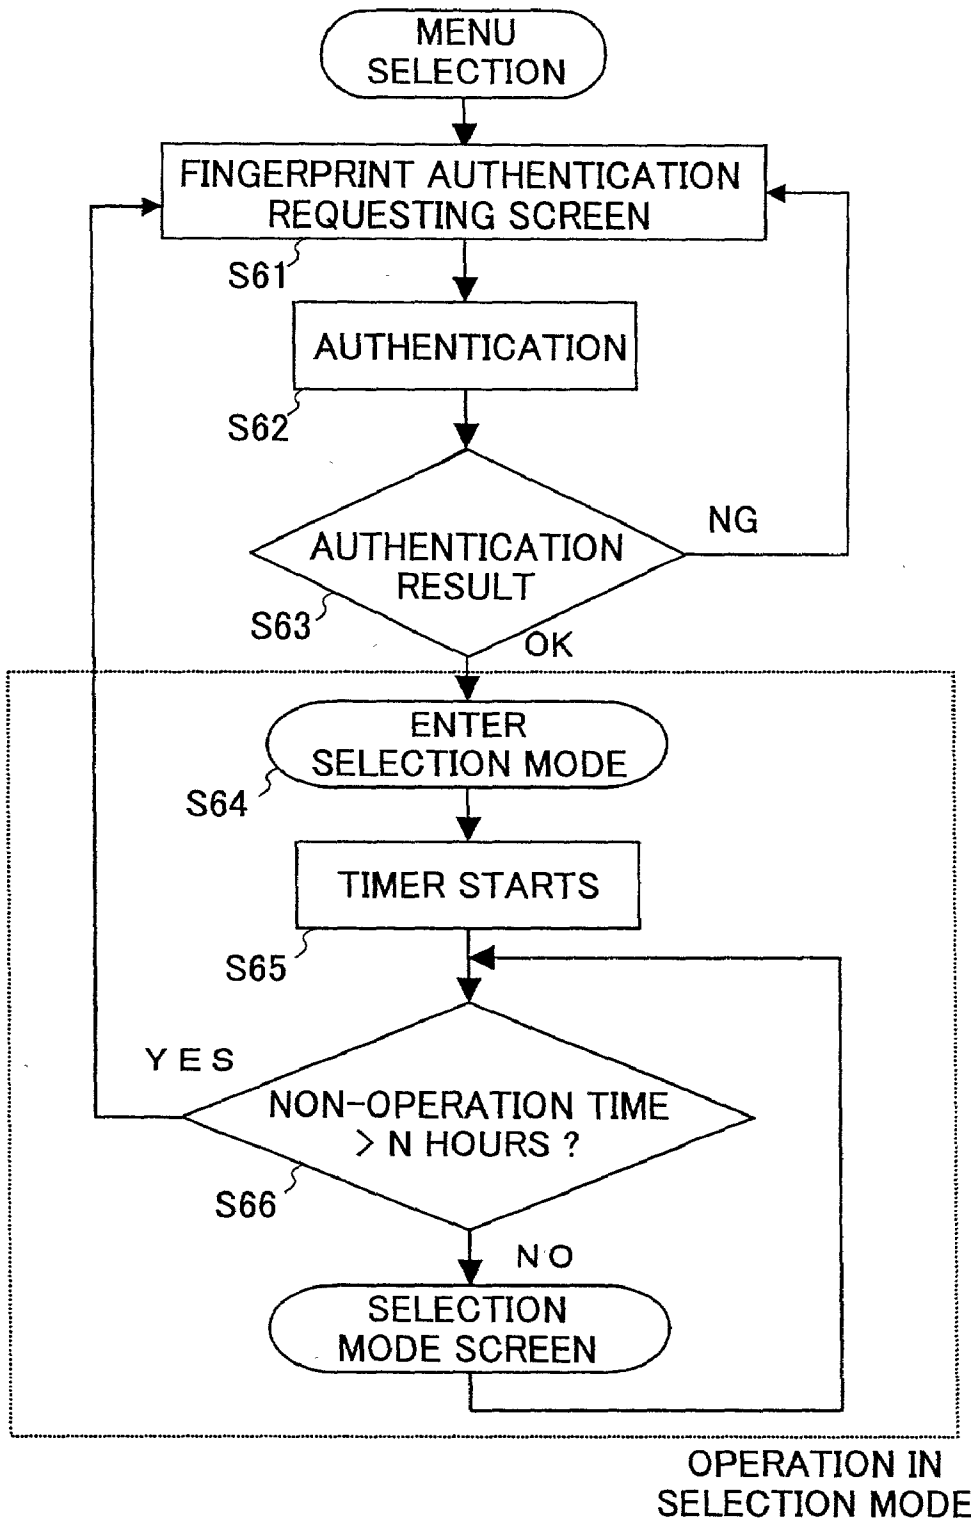 MENU
SELECTION
FINGERPRINT AUTHENTICATION
REQUESTING SCREEN
S61
AUTHENTICATION
S62
NG
AUTHENTICATION
RESULT
S63
OK
ENTER
SELECTION MODE
S64
TIMER STARTS
S65
YES
NON-OPERATION TIME
> N HOURS ?
S66
NO
SELECTION
MODE SCREEN
OPERATION IN
SELECTION MODE